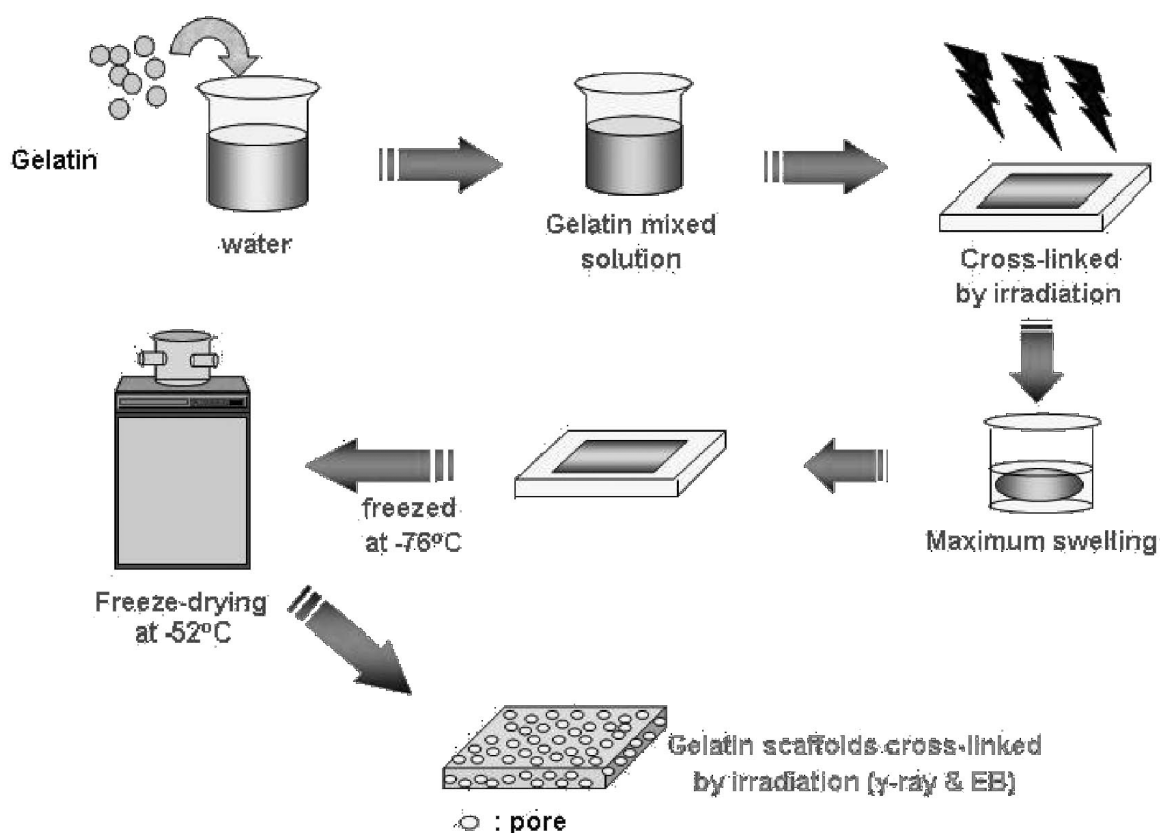 Gelatin
water
Gelatin mixed
solution
Cross-linked
by irradiation
Maximum swelting
freezed
at -76ºC
Freeze-drying
at -52ºC
Gelatin scaffolds cross-linked
by irradiation (γ-ray & EB)
: pore